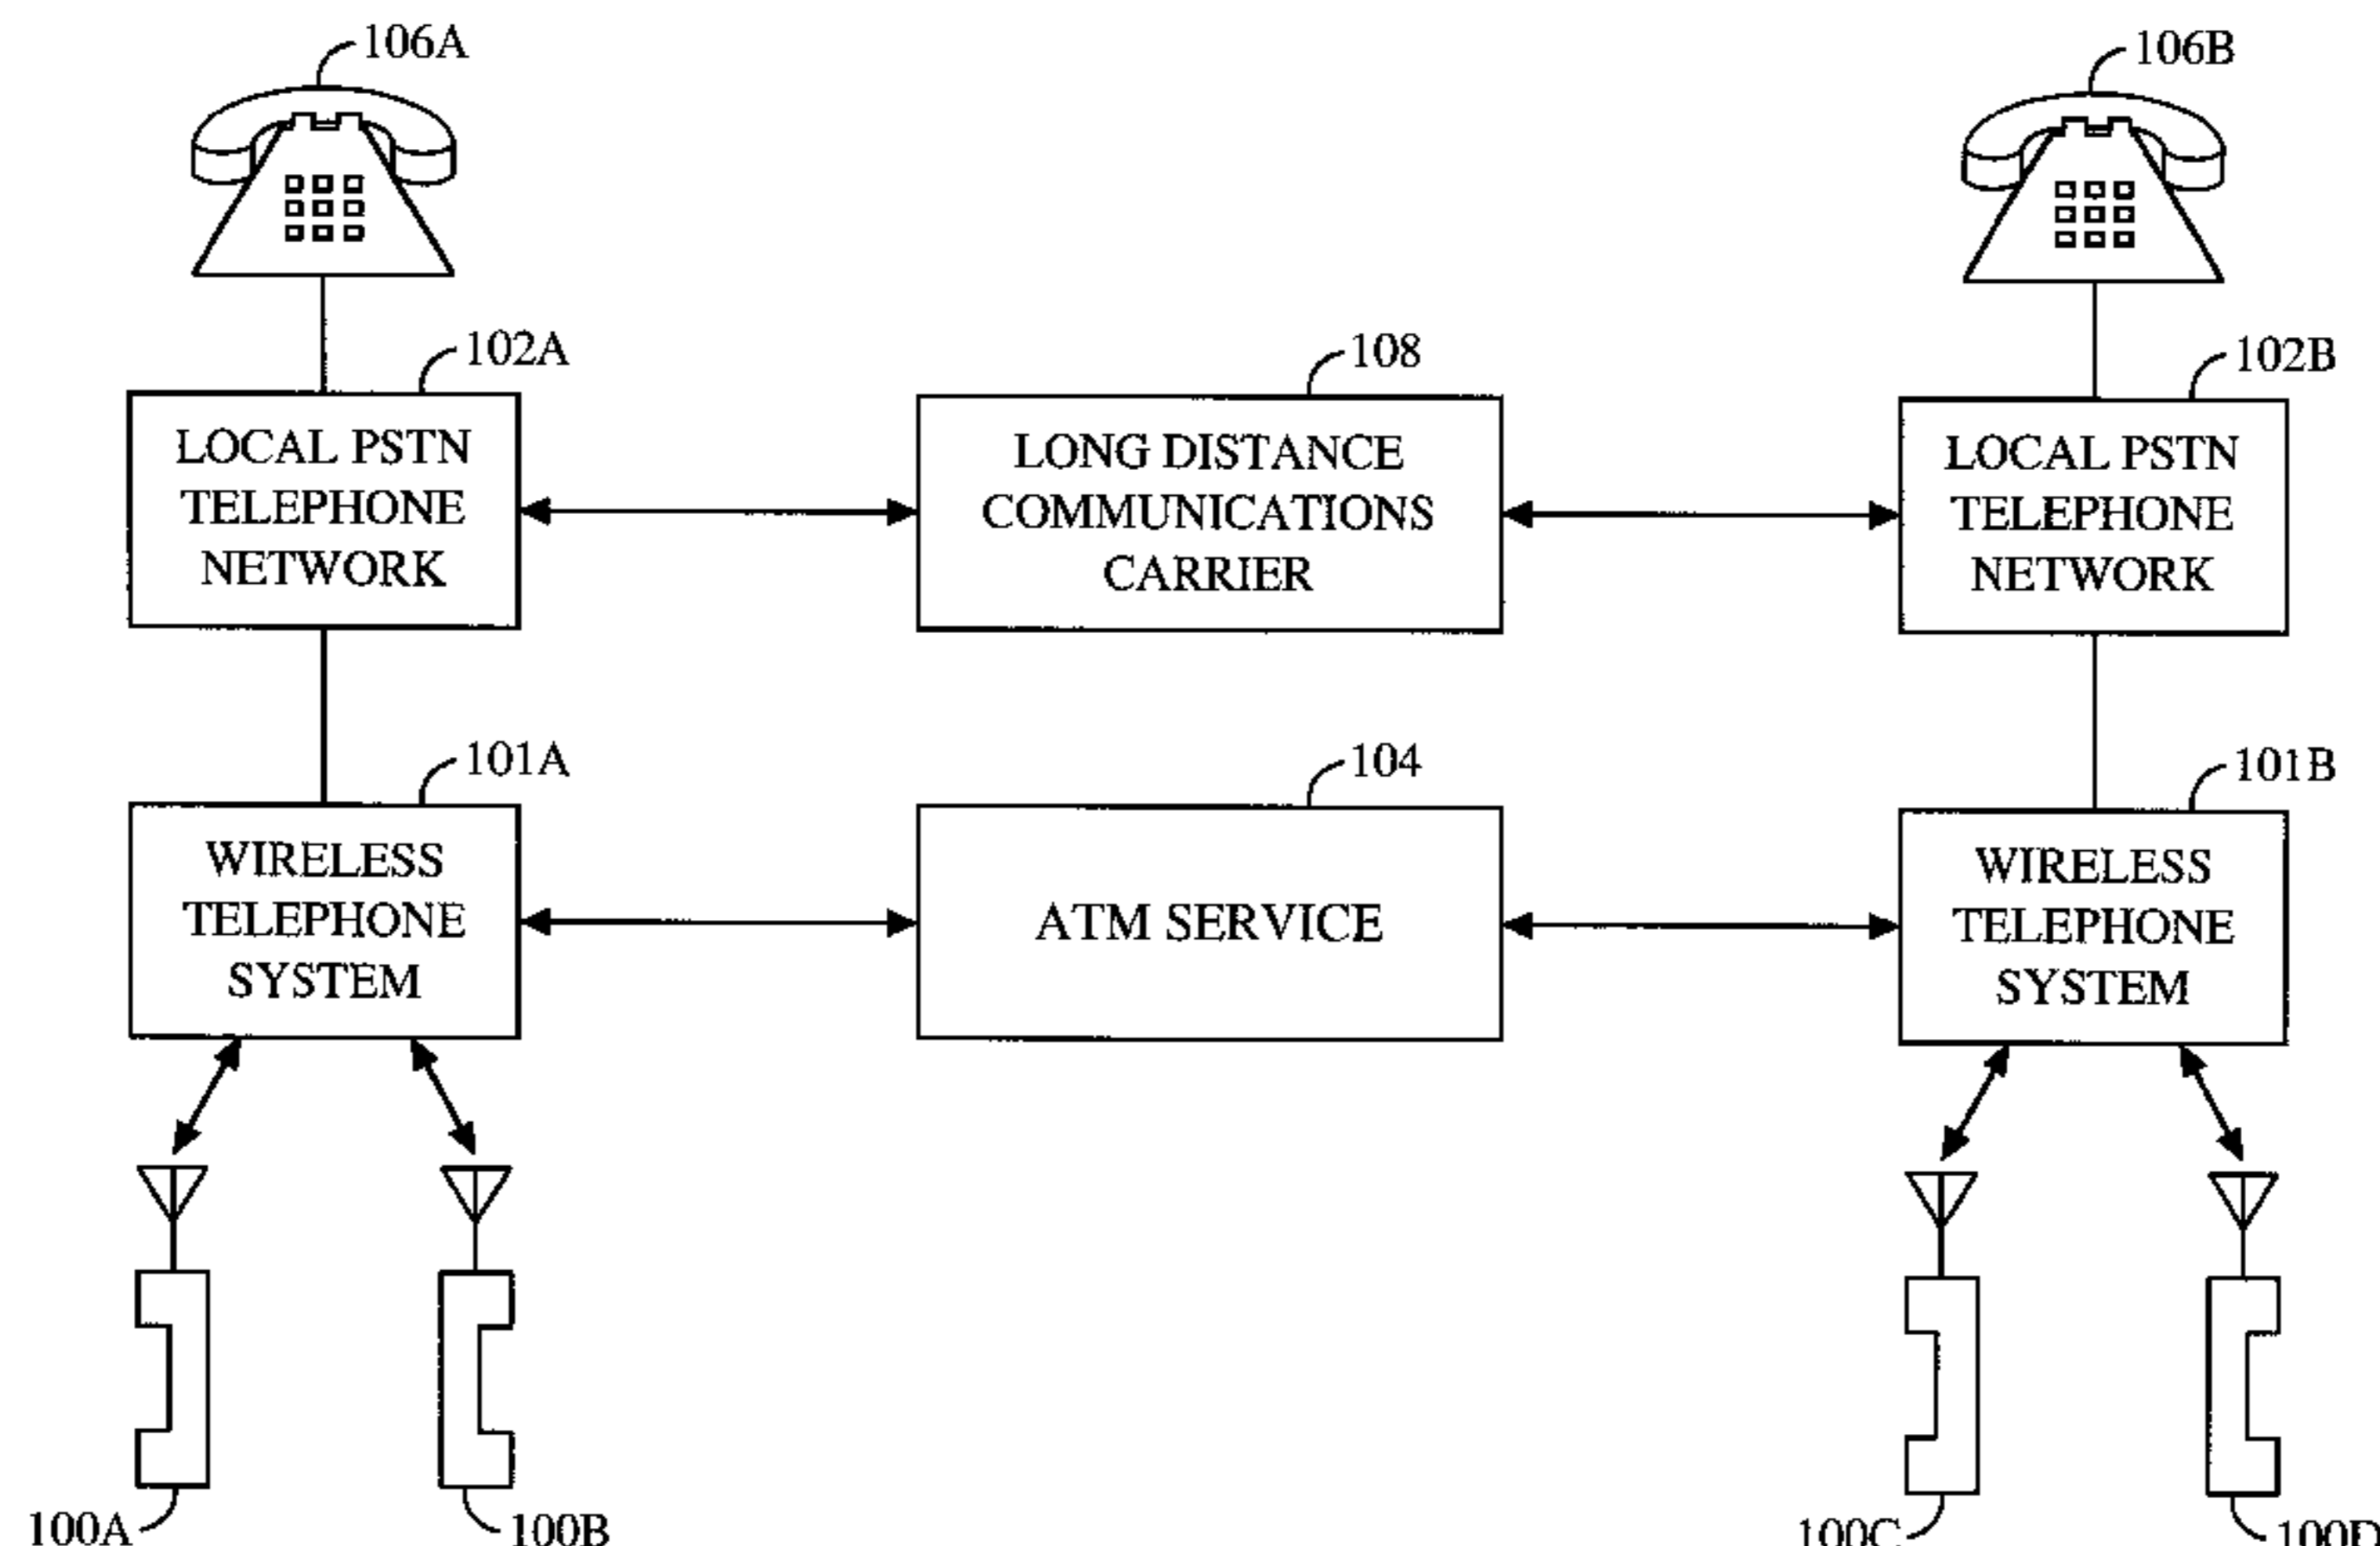 106A
106B
102A
108
102B
LOCAL PSTN
TELEPHONE
NETWORK
LONG DISTANCE
COMMUNICATIONS
CARRIER
LOCAL PSTN
TELEPHONE
NETWORK
101A
104
101B
WIRELESS
TELEPHONE
SYSTEM
ATM SERVICE
WIRELESS
TELEPHONE
SYSTEM
100A
100B
100C
100D